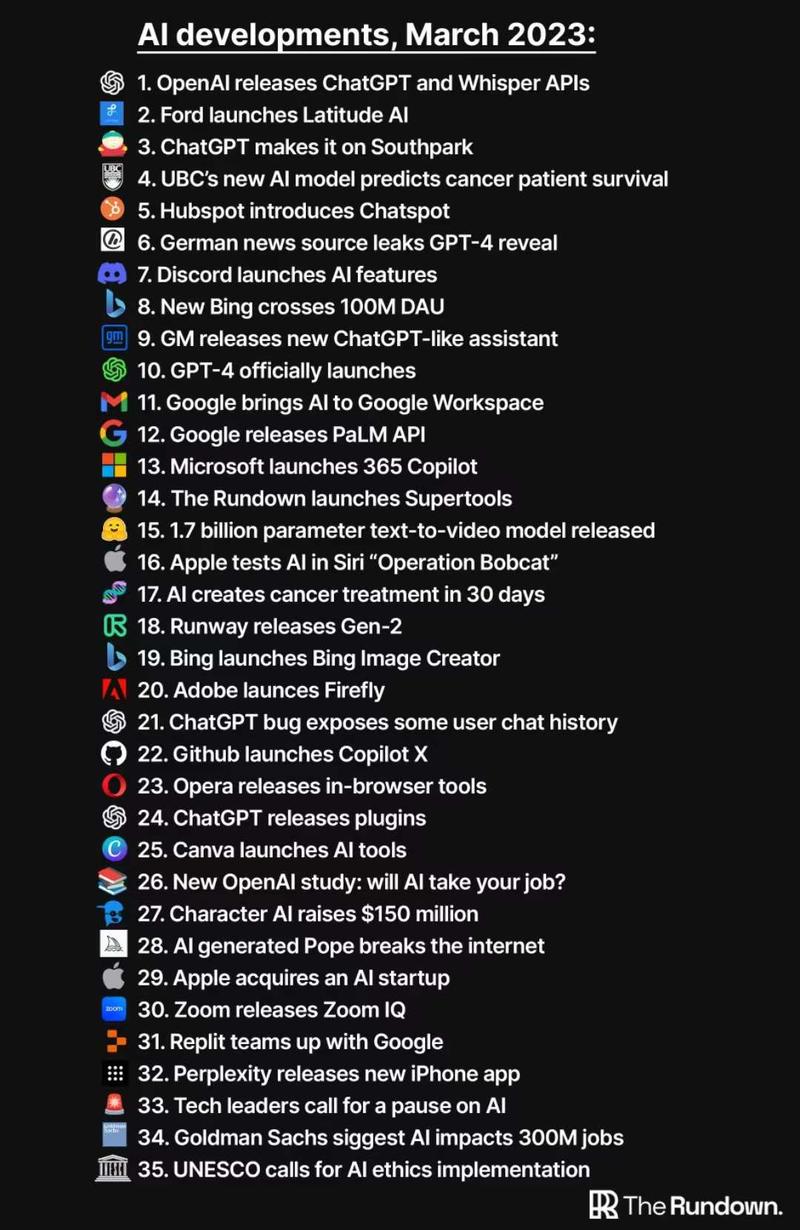 AI developments, March 2023:
1. OpenAI releases ChatGPT and Whisper APIs
2. Ford launches Latitude AI
3. ChatGPT makes it on Southpark
4. UBC's new AI model predicts cancer patient survival
5. Hubspot introduces Chatspot
6. German news source leaks GPT-4 reveal
7. Discord launches AI features
8. New Bing crosses 100M DAU
9. GM releases new ChatGPT-like assistant
10. GPT-4 officially launches
11. Google brings AI to Google Workspace
12. Google releases PaLM API
13. Microsoft launches 365 Copilot
14. The Rundown launches Supertools
15. 1.7 billion parameter text-to-video model released
16. Apple tests AI in Siri “Operation Bobcat”
17. AI creates cancer treatment in 30 days
18. Runway releases Gen-2
19. Bing launches Bing Image Creator
20. Adobe launces Firefly
21. ChatGPT bug exposes some user chat history
22. Github launches Copilot X
23. Opera releases in-browser tools
24. ChatGPT releases plugins
25. Canva launches AI tools
26. New OpenAI study: will AI take your job?
27. Character AI raises $150 million
28. AI generated Pope breaks the internet
29. Apple acquires an AI startup
zoom 30. Zoom releases Zoom IQ
31. Replit teams up with Google
32. Perplexity releases new iPhone app
33. Tech leaders call for a pause on AI
Goldman Sachs 34. Goldman Sachs siggest AI impacts 300M jobs
35. UNESCO calls for AI ethics implementation
The Rundown.